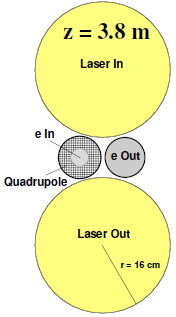 z = 3.8 m
Laser In
e In
e Out
Quadrupole
Laser Out
r = 16 cm